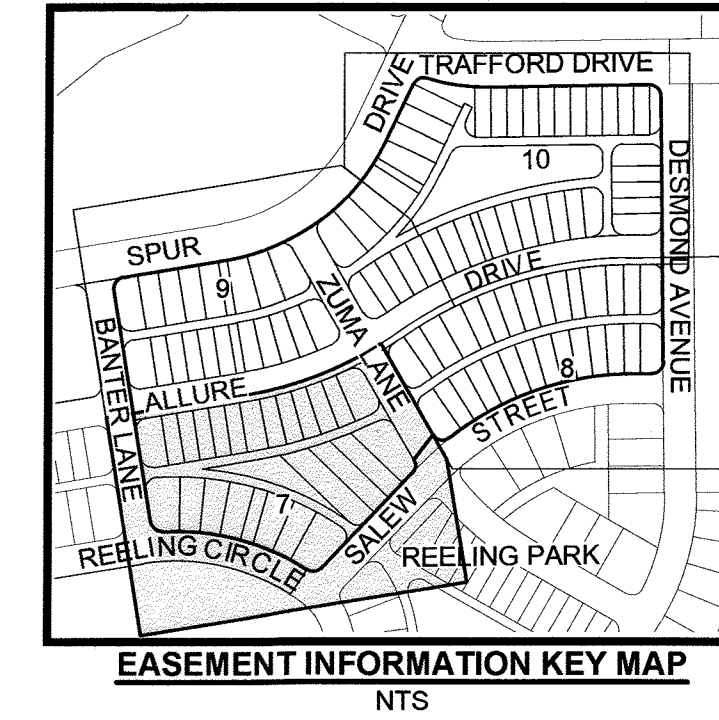 TRAFFORD DRIVE
DRIVE
10
DESMOND AVENUE
SPUR
9
ZUMA LANE
DRIVE
BANTER LANE
8
ALLURE
STREET
7
SALEW
REELING CIRCLE
REELING PARK
EASEMENT INFORMATION KEY MAP
NTS